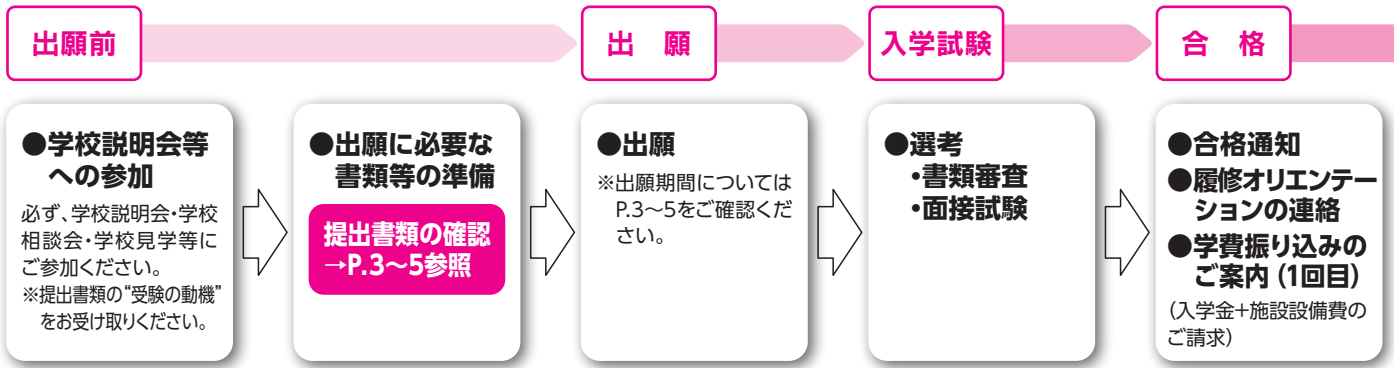 出願前
出　願
入学試験
合　格
●学校説明会等
への参加
必ず、学校説明会・学校
相談会・学校見学等に
ご参加ください。
※提出書類の“受験の動機”
をお受け取りください。
●出願に必要な
書類等の準備
提出書類の確認
→P.3～5参照
●出願
※出願期間については
P.3～5をご確認くだ
さい。
●選考
・書類審査
・面接試験
●合格通知
●履修オリエンテー
ションの連絡
●学費振り込みの
ご案内（1回目）
（入学金+施設設備費の
ご請求）